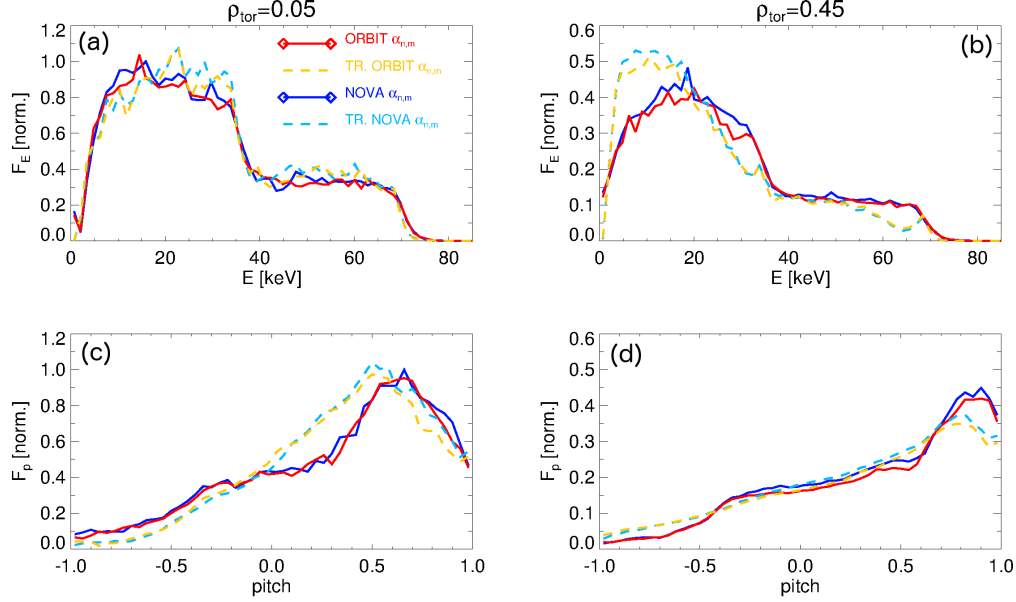 ρtor=0.05
ρtor=0.45
(a)
ORBIT αn,m
TR. ORBIT αn,m
NOVA αn,m
TR. NOVA αn,m
FE [norm.]
1.2
1.0
0.8
0.6
0.4
0.2
0.0
0 20 40 60 80
E [keV]
(b)
FE [norm.]
0.6
0.5
0.4
0.3
0.2
0.1
0.0
0 20 40 60 80
E [keV]
(c)
Fp [norm.]
1.2
1.0
0.8
0.6
0.4
0.2
0.0
-1.0 -0.5 0.0 0.5 1.0
pitch
(d)
Fp [norm.]
0.6
0.5
0.4
0.3
0.2
0.1
0.0
-1.0 -0.5 0.0 0.5 1.0
pitch